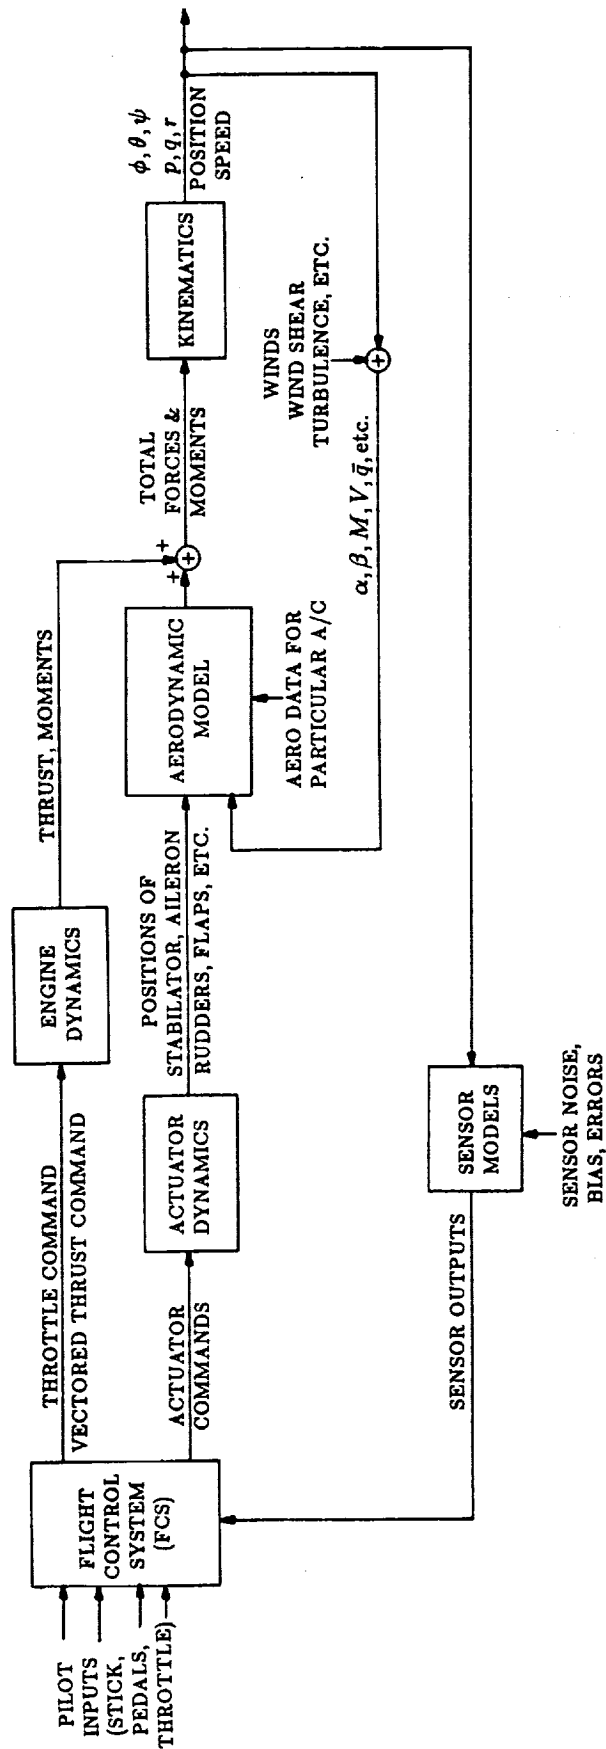 PILOT
INPUTS
(STICK,
PEDALS,
THROTTLE)
FLIGHT
CONTROL
SYSTEM
(FCS)
THROTTLE COMMAND
VECTORED THRUST COMMAND
ENGINE
DYNAMICS
THRUST, MOMENTS
ACTUATOR
COMMANDS
ACTUATOR
DYNAMICS
POSITIONS OF
STABILATOR, AILERON
RUDDERS, FLAPS, ETC.
AERODYNAMIC
MODEL
AERO DATA FOR
PARTICULAR A/C
+
+
+
TOTAL
FORCES &
MOMENTS
KINEMATICS
ϕ, θ, ψ
p, q, r
POSITION
SPEED
WINDS
WIND SHEAR
TURBULENCE, ETC.
+
α, β, M, V, q̄, etc.
SENSOR
MODELS
SENSOR NOISE,
BIAS, ERRORS
SENSOR OUTPUTS